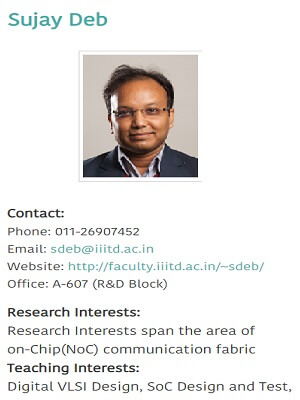 Sujay Deb
Contact:
Phone: 011-26907452
Email: sdeb@iiitd.ac.in
Website: http://faculty.iiitd.ac.in/~sdeb/
Office: A-607 (R&D Block)
Research Interests:
Research Interests span the area of
on-Chip(NoC) communication fabric
Teaching Interests:
Digital VLSI Design, SoC Design and Test,